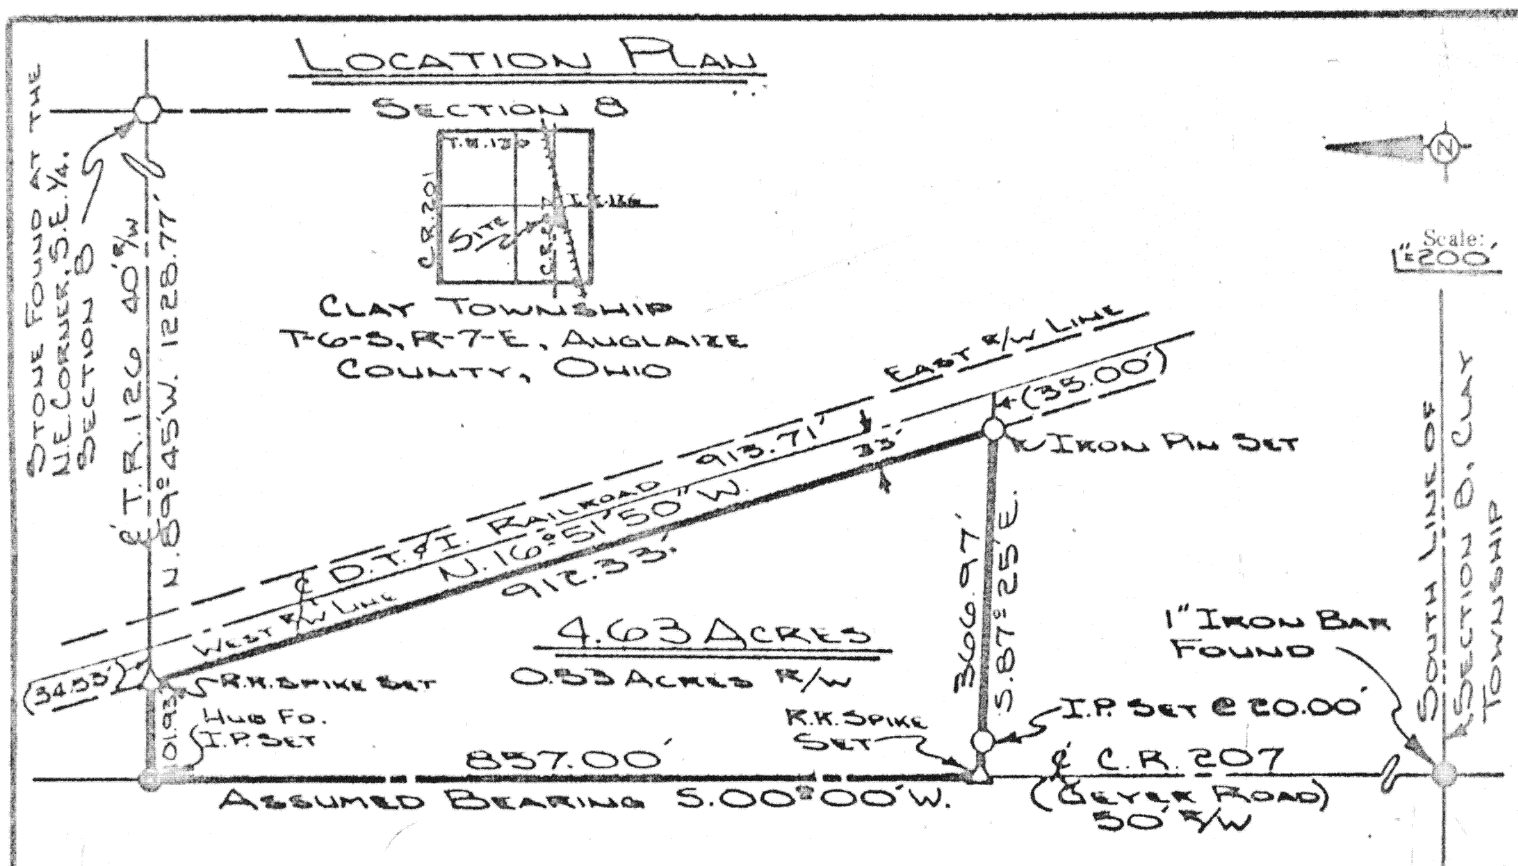 LOCATION PLAN
SECTION 8
T.R. 126
C.R. 201
C.R. 207
T.R. 126
SITE
CLAY TOWNSHIP
T-6-S, R-7-E, AUGLAIZE
COUNTY, OHIO
N
Scale:
1"=200'
STONE FOUND AT THE
N.E. CORNER, S.E. 1/4,
SECTION 8
℄ T.R. 126 40' R/W
N. 89° 45' W. 1228.77'
EAST R/W LINE
(35.00')
IRON PIN SET
913.71'
33'
℄ D.T. & I. RAILROAD
N. 16° 51' 50" W.
912.33'
WEST R/W LINE
(34.53')
R.R. SPIKE SET
HUB FD.
I.P. SET
4.63 ACRES
0.53 ACRES R/W
366.97'
S. 87° 25' E.
R.R. SPIKE
SET
I.P. SET @ 20.00'
1" IRON BAR
FOUND
SOUTH LINE OF
SECTION 8, CLAY
TOWNSHIP
857.00'
ASSUMED BEARING S. 00° 00' W.
℄ C.R. 207
(GEYER ROAD)
50' R/W